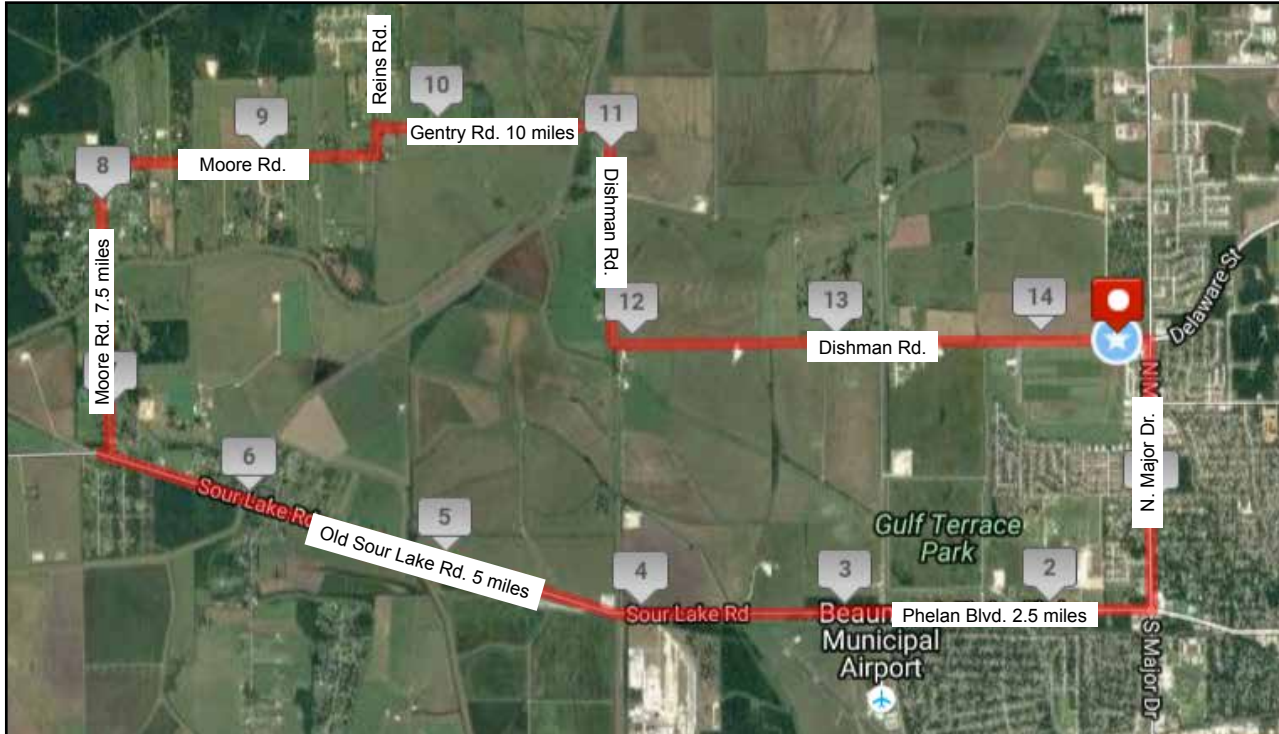 Reins Rd.
10
9
11
Gentry Rd. 10 miles
8
Moore Rd.
Dishman Rd.
Moore Rd. 7.5 miles
12
13
14
Dishman Rd.
Delaware St
N. Major Dr.
6
Sour Lake Rd
5
Old Sour Lake Rd. 5 miles
Gulf Terrace
Park
4
3
2
Sour Lake Rd
Phelan Blvd. 2.5 miles
Municipal
Airport
S Major Dr